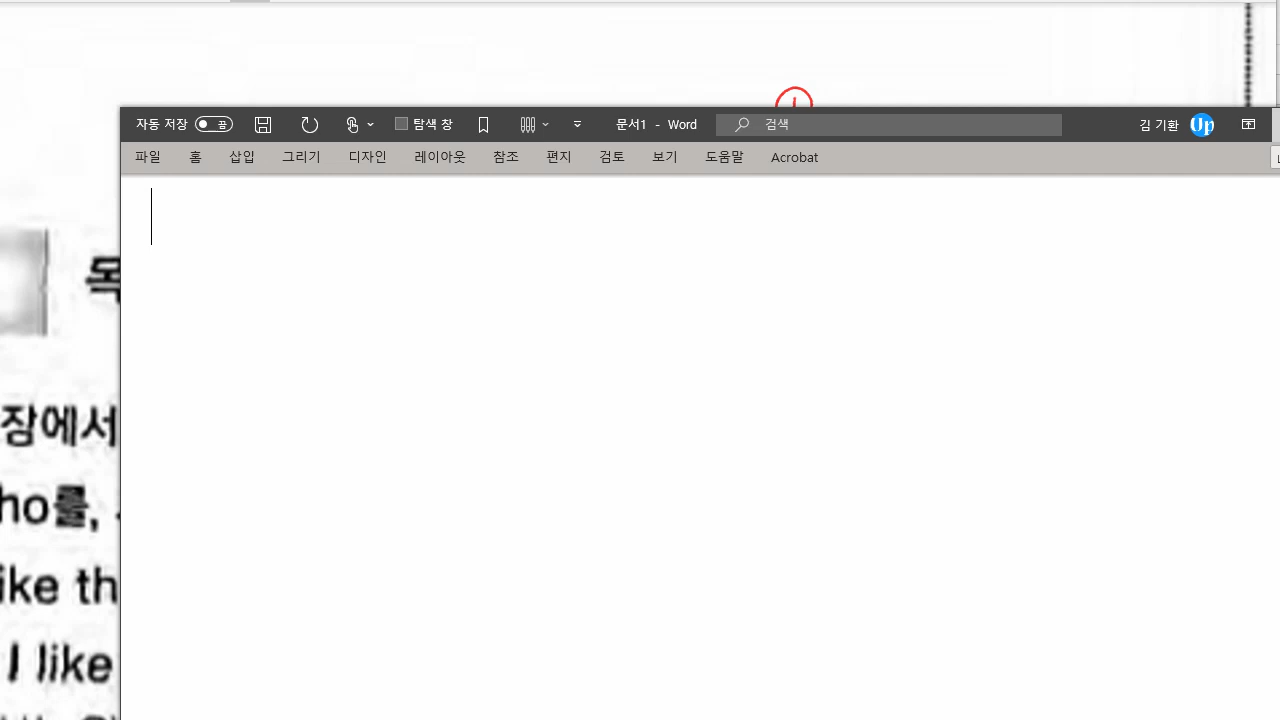 자동 저장 끔 탐색 창 문서1 - Word 검색 김 기환 Up
파일 홈 삽입 그리기 디자인 레이아웃 참조 편지 검토 보기 도움말 Acrobat
장에서
ho를,
ike th
I like